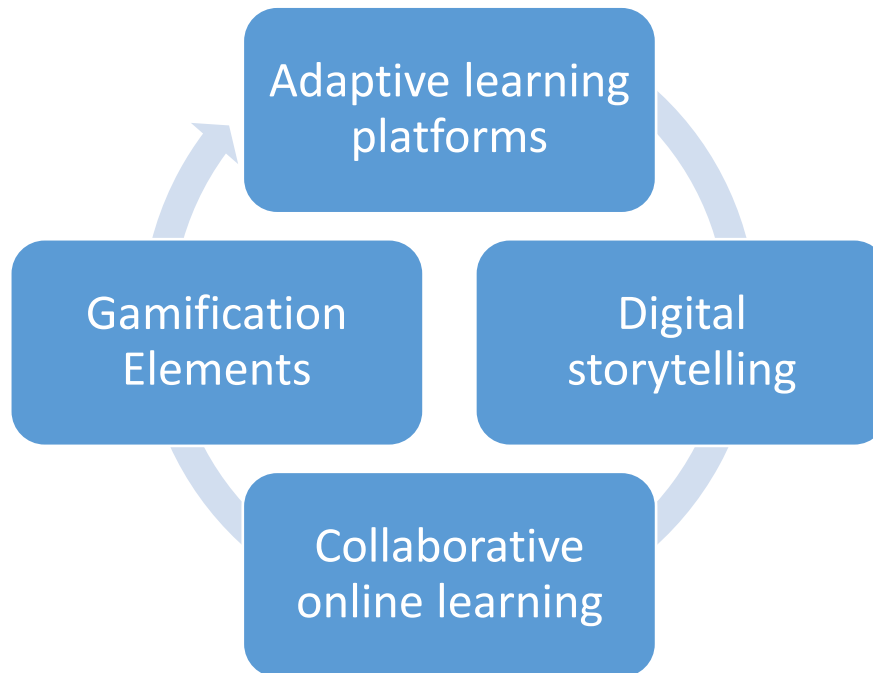 Adaptive learning
platforms
Digital
storytelling
Collaborative
online learning
Gamification
Elements